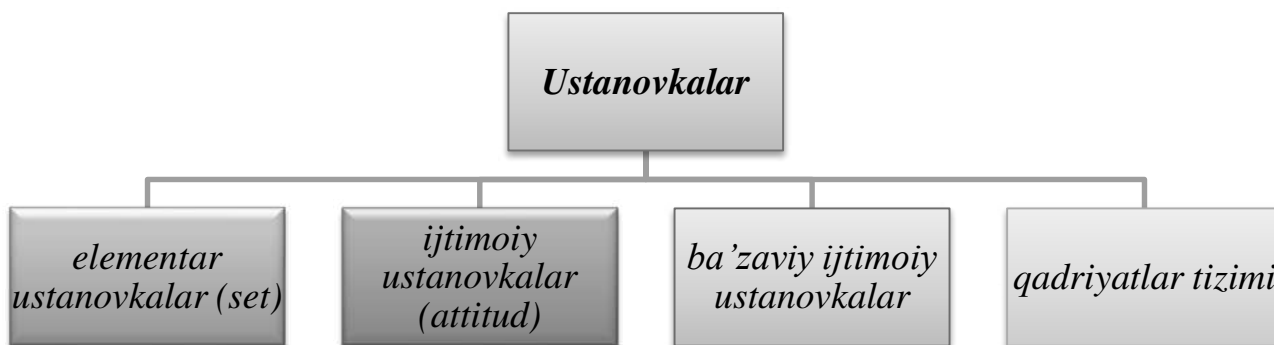 Ustanovkalar
elementar
ustanovkalar (set)
ijtimoiy
ustanovkalar
(attitud)
ba’zaviy ijtimoiy
ustanovkalar
qadriyatlar tizimi